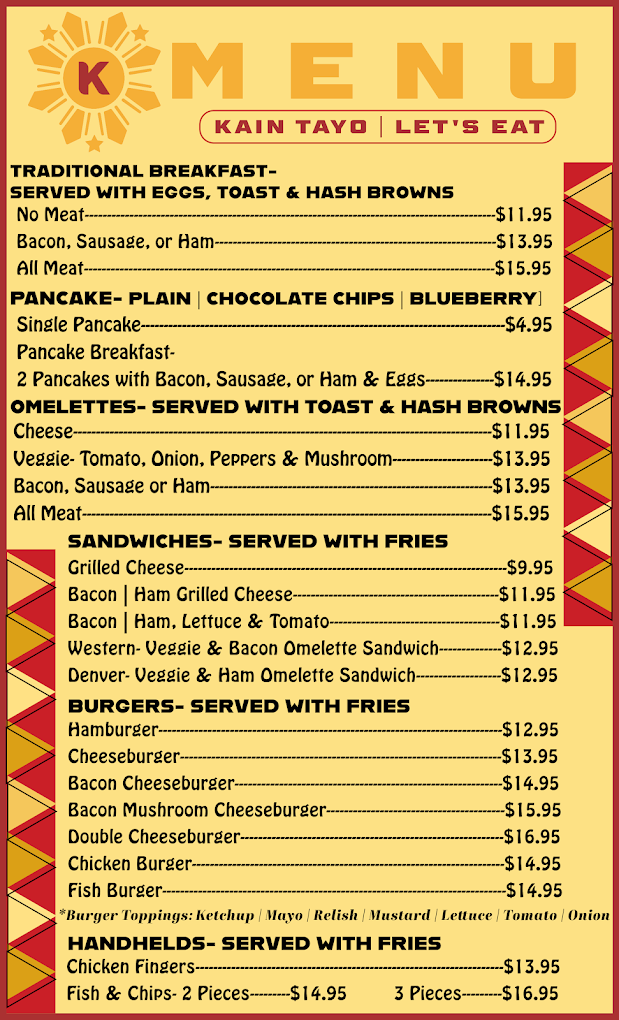 K MENU
KAIN TAYO | LET'S EAT
TRADITIONAL BREAKFAST-
SERVED WITH EGGS, TOAST & HASH BROWNS
No Meat-----------------------------------$11.95
Bacon, Sausage, or Ham-----------------------------------$13.95
All Meat-----------------------------------$15.95
PANCAKE- PLAIN | CHOCOLATE CHIPS | BLUEBERRY]
Single Pancake-----------------------------------$4.95
Pancake Breakfast-
2 Pancakes with Bacon, Sausage, or Ham & Eggs---------------$14.95
OMELETTES- SERVED WITH TOAST & HASH BROWNS
Cheese-----------------------------------$11.95
Veggie- Tomato, Onion, Peppers & Mushroom---------------------$13.95
Bacon, Sausage or Ham-----------------------------------$13.95
All Meat-----------------------------------$15.95
SANDWICHES- SERVED WITH FRIES
Grilled Cheese-----------------------------------$9.95
Bacon | Ham Grilled Cheese-----------------------------------$11.95
Bacon | Ham, Lettuce & Tomato-----------------------------------$11.95
Western- Veggie & Bacon Omelette Sandwich-------------$12.95
Denver- Veggie & Ham Omelette Sandwich------------------$12.95
BURGERS- SERVED WITH FRIES
Hamburger-----------------------------------$12.95
Cheeseburger-----------------------------------$13.95
Bacon Cheeseburger-----------------------------------$14.95
Bacon Mushroom Cheeseburger-----------------------------------$15.95
Double Cheeseburger-----------------------------------$16.95
Chicken Burger-----------------------------------$14.95
Fish Burger-----------------------------------$14.95
*Burger Toppings: Ketchup | Mayo | Relish | Mustard | Lettuce | Tomato | Onion
HANDHELDS- SERVED WITH FRIES
Chicken Fingers-----------------------------------$13.95
Fish & Chips- 2 Pieces---------$14.95 3 Pieces---------$16.95